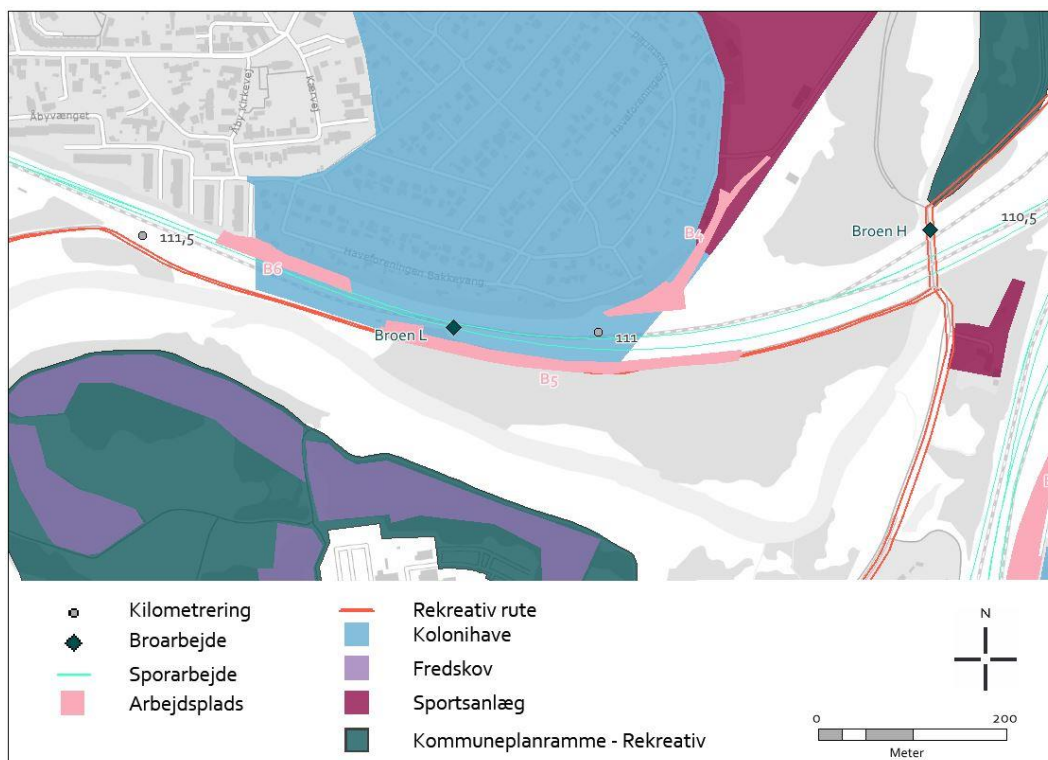 Åbyvænget
Åby Kirkevej
Kærvej
111,5
B6
Haveforeningen Bakkevang
Broen L
B5
111
B4
Broen H
110,5
Kilometrering
Broarbejde
Sporarbejde
Arbejdsplads
Rekreativ rute
Kolonihave
Fredskov
Sportsanlæg
Kommuneplanramme - Rekreativ
N
0
200
Meter